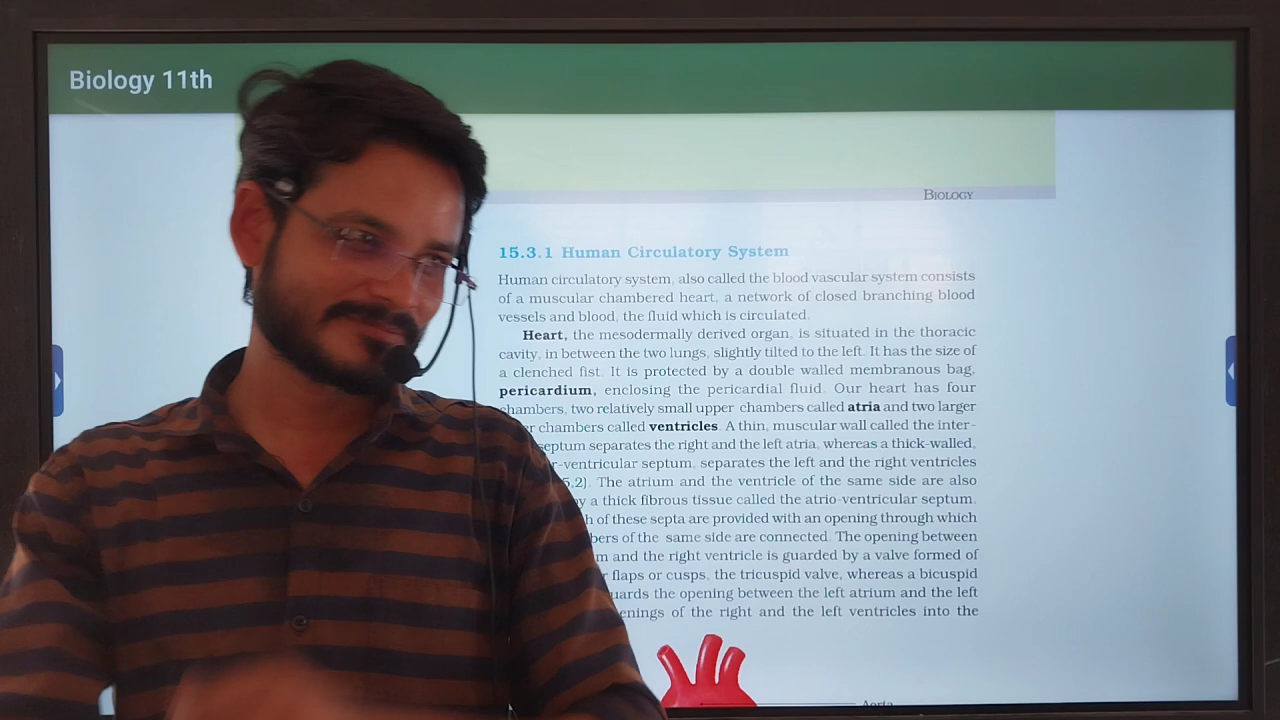 Biology 11th
BIOLOGY
15.3.1 Human Circulatory System
Human circulatory system, also called the blood vascular system consists
of a muscular chambered heart, a network of closed branching blood
vessels and blood, the fluid which is circulated.
Heart, the mesodermally derived organ, is situated in the thoracic
cavity, in between the two lungs, slightly tilted to the left. It has the size of
a clenched fist. It is protected by a double walled membranous bag,
pericardium, enclosing the pericardial fluid. Our heart has four
chambers, two relatively small upper chambers called atria and two larger
chambers called ventricles. A thin, muscular wall called the inter-
septum separates the right and the left atria, whereas a thick-walled,
-ventricular septum, separates the left and the right ventricles
The atrium and the ventricle of the same side are also
by a thick fibrous tissue called the atrio-ventricular septum.
of these septa are provided with an opening through which
of the same side are connected. The opening between
and the right ventricle is guarded by a valve formed of
flaps or cusps, the tricuspid valve, whereas a bicuspid
the opening between the left atrium and the left
of the right and the left ventricles into the
Aorta